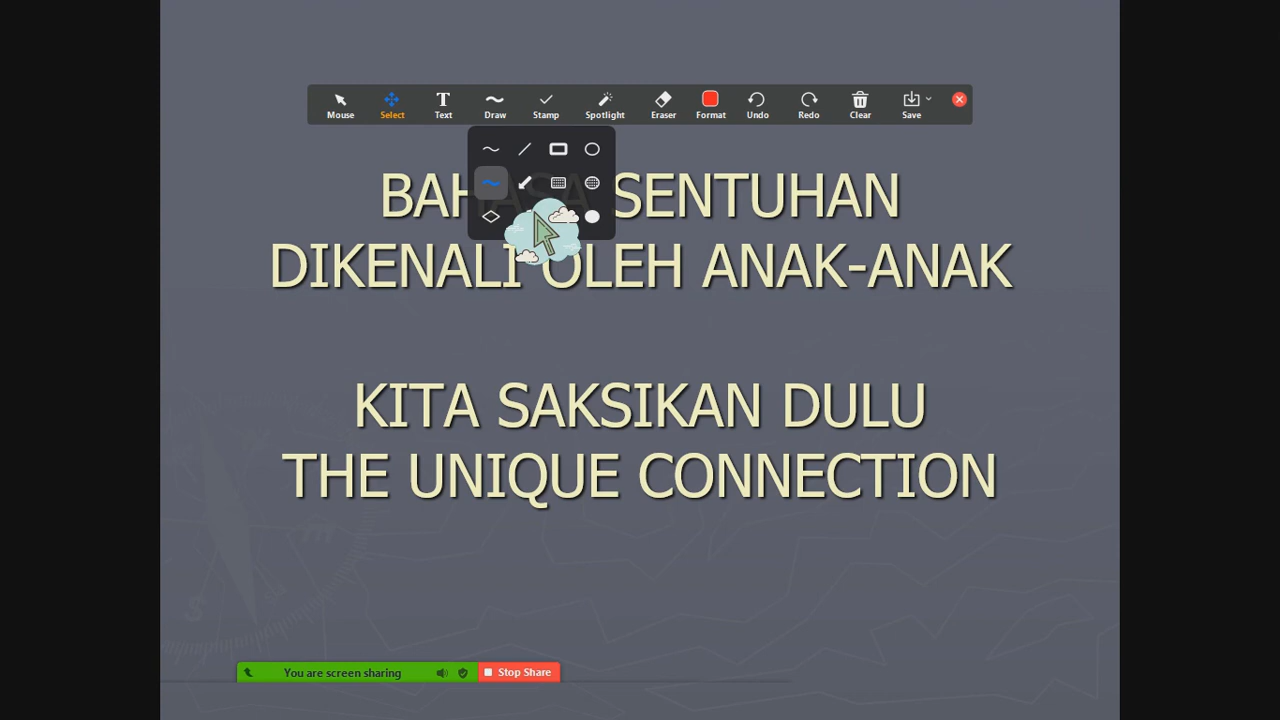 Mouse Select Text Draw Stamp Spotlight Eraser Format Undo Redo Clear Save
BAHASA SENTUHAN
DIKENALI OLEH ANAK-ANAK
KITA SAKSIKAN DULU
THE UNIQUE CONNECTION
You are screen sharing Stop Share